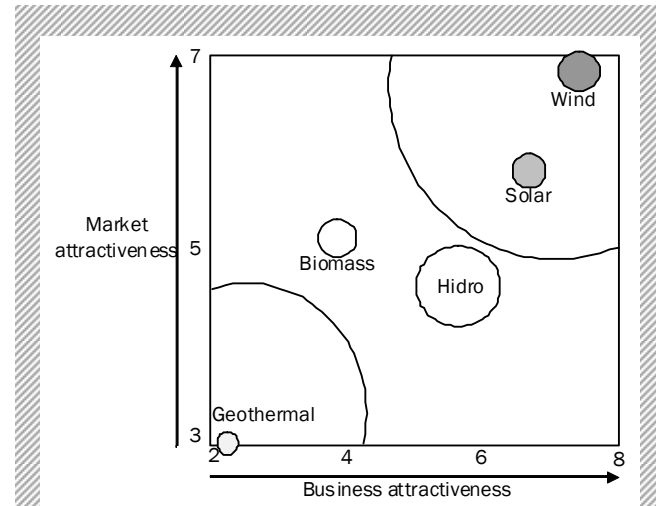 7
Wind
Solar
Market
attractiveness
5
Biomass
Hidro
Geothermal
3
2
4
6
8
Business attractiveness